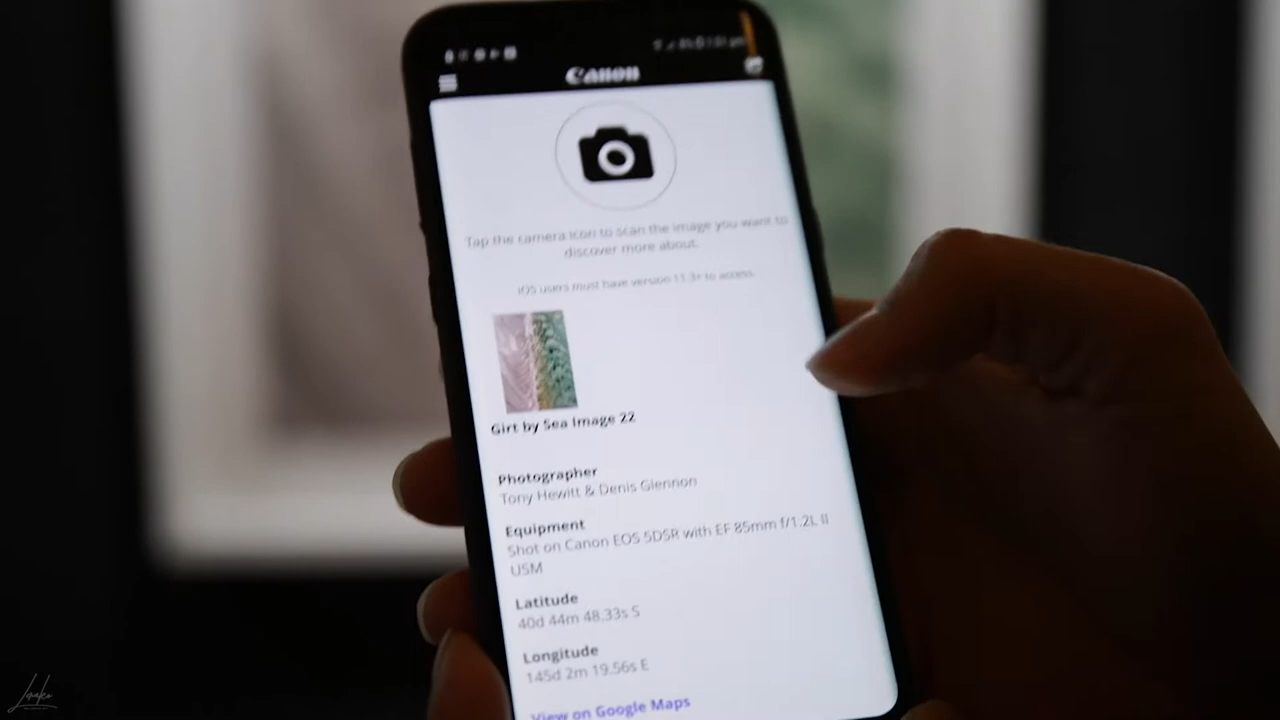 Canon
Tap the camera icon to scan the image you want to
discover more about.
iOS users must have version 11.3+ to access.
Girt by Sea Image 22
Photographer
Tony Hewitt & Denis Glennon
Equipment
Shot on Canon EOS 5DSR with EF 85mm f/1.2L II
USM
Latitude
40d 44m 48.33s S
Longitude
145d 2m 19.56s E
View on Google Maps